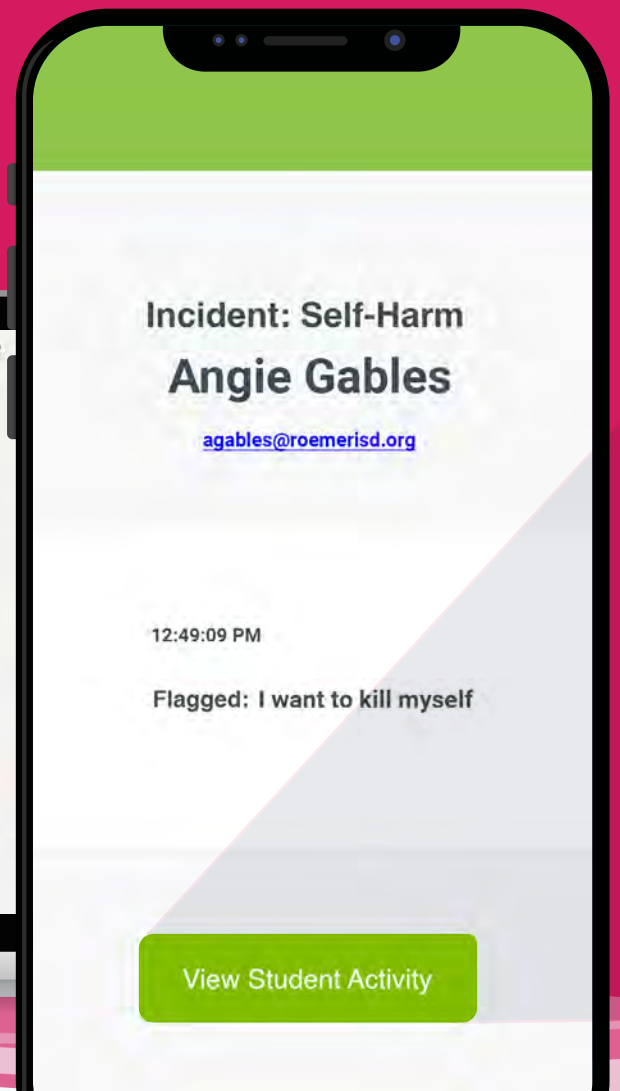 Incident: Self-Harm
Angie Gables
agables@roemerisd.org
12:49:09 PM
Flagged: I want to kill myself
View Student Activity